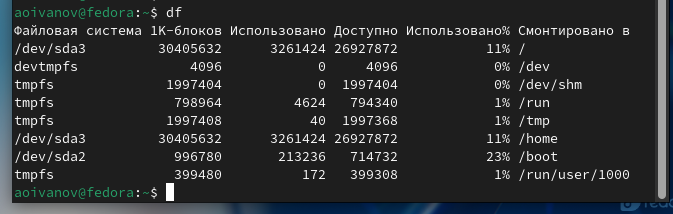 aoivanov@fedora:~$ df
Файловая система 1K-блоков Использовано Доступно Использовано% Смонтировано в
/dev/sda3 30405632 3261424 26927872 11% /
devtmpfs 4096 0 4096 0% /dev
tmpfs 1997404 0 1997404 0% /dev/shm
tmpfs 798964 4624 794340 1% /run
tmpfs 1997408 40 1997368 1% /tmp
/dev/sda3 30405632 3261424 26927872 11% /home
/dev/sda2 996780 213236 714732 23% /boot
tmpfs 399480 172 399308 1% /run/user/1000
aoivanov@fedora:~$